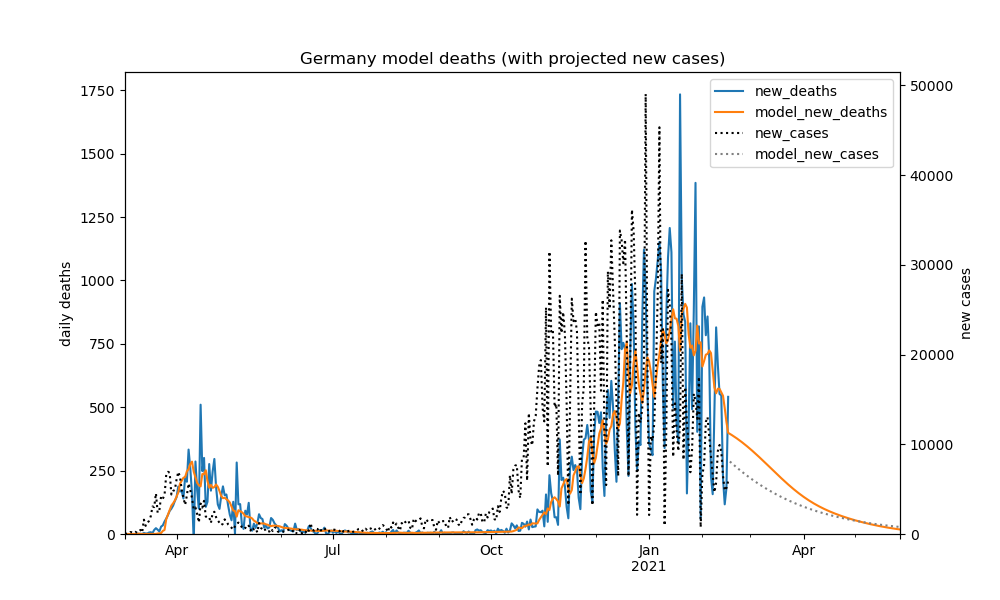 Germany model deaths (with projected new cases)
new_deaths
model_new_deaths
new_cases
model_new_cases
daily deaths
1750
1500
1250
1000
750
500
250
0
50000
40000
30000
20000
10000
0
new cases
Apr
Jul
Oct
Jan
2021
Apr